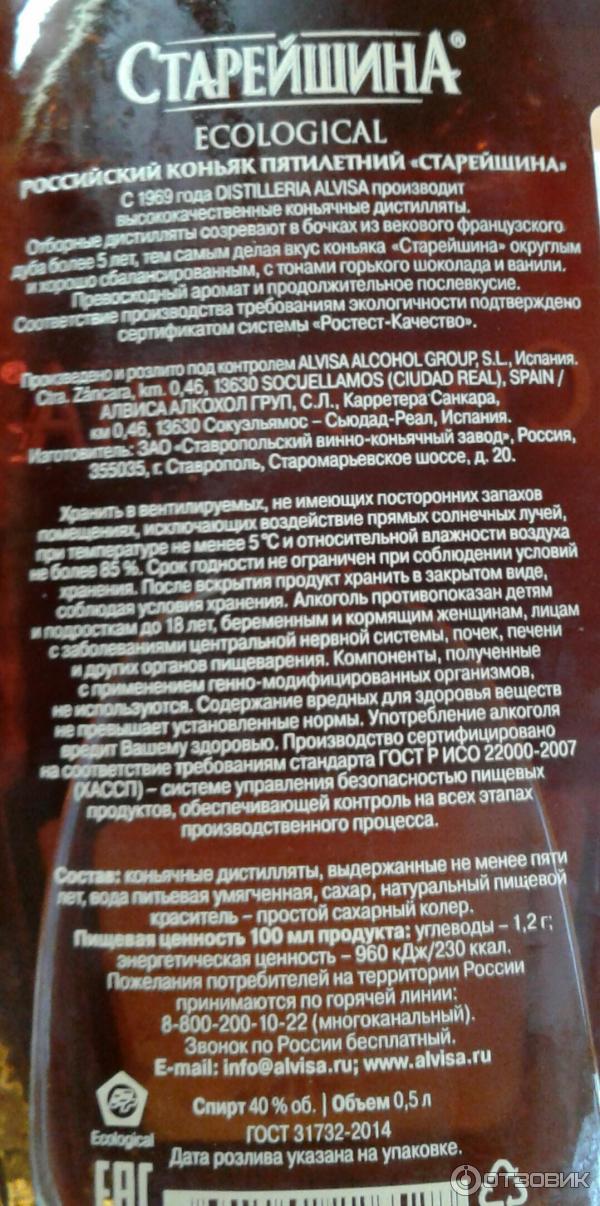 СТАРЕЙШИНА®
ECOLOGICAL
РОССИЙСКИЙ КОНЬЯК ПЯТИЛЕТНИЙ «СТАРЕЙШИНА»
С 1969 года DISTILLERIA ALVISA производит
высококачественные коньячные дистилляты.
Отборные дистилляты созревают в бочках из векового французского
дуба более 5 лет, тем самым делая вкус коньяка «Старейшина» округлым
и хорошо сбалансированным, с тонами горького шоколада и ванили.
Превосходный аромат и продолжительное послевкусие.
Соответствие производства требованиям экологичности подтверждено
сертификатом системы «Ростест-Качество».
Произведено и розлито под контролем ALVISA ALCOHOL GROUP, S.L., Испания.
Ctra. Záncara, km. 0,46, 13630 SOCUELLAMOS (CIUDAD REAL), SPAIN /
АЛВИСА АЛКОХОЛ ГРУП, С.Л., Карретера Санкара,
км 0,46, 13630 Сокуэльямос – Сьюдад-Реал, Испания.
Изготовитель: ЗАО «Ставропольский винно-коньячный завод», Россия,
355035, г. Ставрополь, Старомарьевское шоссе, д. 20.
Хранить в вентилируемых, не имеющих посторонних запахов
помещениях, исключающих воздействие прямых солнечных лучей,
при температуре не менее 5 °С и относительной влажности воздуха
не более 85 %. Срок годности не ограничен при соблюдении условий
хранения. После вскрытия продукт хранить в закрытом виде,
соблюдая условия хранения. Алкоголь противопоказан детям
и подросткам до 18 лет, беременным и кормящим женщинам, лицам
с заболеваниями центральной нервной системы, почек, печени
и других органов пищеварения. Компоненты, полученные
с применением генно-модифицированных организмов,
не используются. Содержание вредных для здоровья веществ
не превышает установленные нормы. Употребление алкоголя
вредит Вашему здоровью. Производство сертифицировано
на соответствие требованиям стандарта ГОСТ Р ИСО 22000-2007
(ХАССП) – системе управления безопасностью пищевых
продуктов, обеспечивающей контроль на всех этапах
производственного процесса.
Состав: коньячные дистилляты, выдержанные не менее пяти
лет, вода питьевая умягченная, сахар, натуральный пищевой
краситель – простой сахарный колер.
Пищевая ценность 100 мл продукта: углеводы – 1,2 г;
энергетическая ценность – 960 кДж/230 ккал.
Пожелания потребителей на территории России
принимаются по горячей линии:
8-800-200-10-22 (многоканальный).
Звонок по России бесплатный.
E-mail: info@alvisa.ru; www.alvisa.ru
Спирт 40 % об. | Объем 0,5 л
Ecological
ГОСТ 31732-2014
Дата розлива указана на упаковке.
EAC
ОТЗОВИК